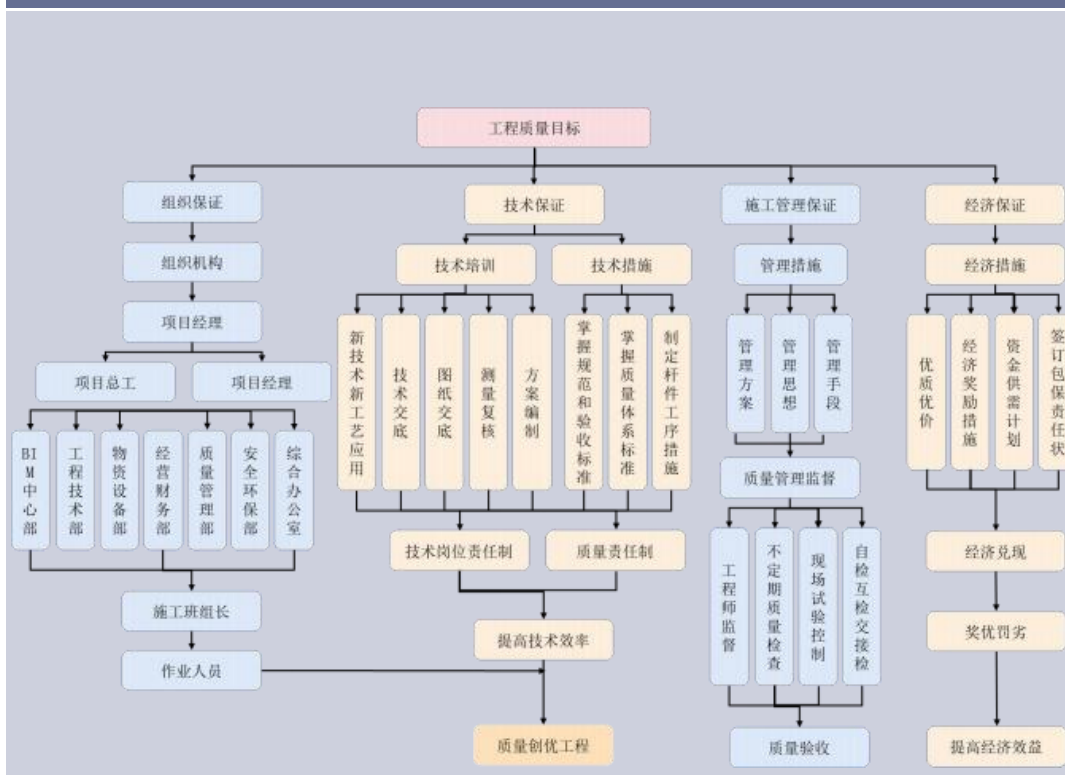 工程质量目标
组织保证
技术保证
施工管理保证
经济保证
组织机构
技术培训
技术措施
管理措施
经济措施
项目经理
项目总工
项目经理
新技术新工艺应用
技术交底
图纸交底
测量复核
方案编制
掌握规范和验收标准
掌握质量体系标准
制定杆件工序措施
管理方案
管理思想
管理手段
优质优价
经济奖励措施
资金供需计划
签订包保责任状
BIM中心部
工程技术部
物资设备部
经营财务部
质量管理部
安全环保部
综合办公室
质量管理监督
技术岗位责任制
质量责任制
工程师监督
不定期质量检查
现场试验控制
自检互检交接检
经济兑现
施工班组长
提高技术效率
奖优罚劣
作业人员
质量创优工程
质量验收
提高经济效益